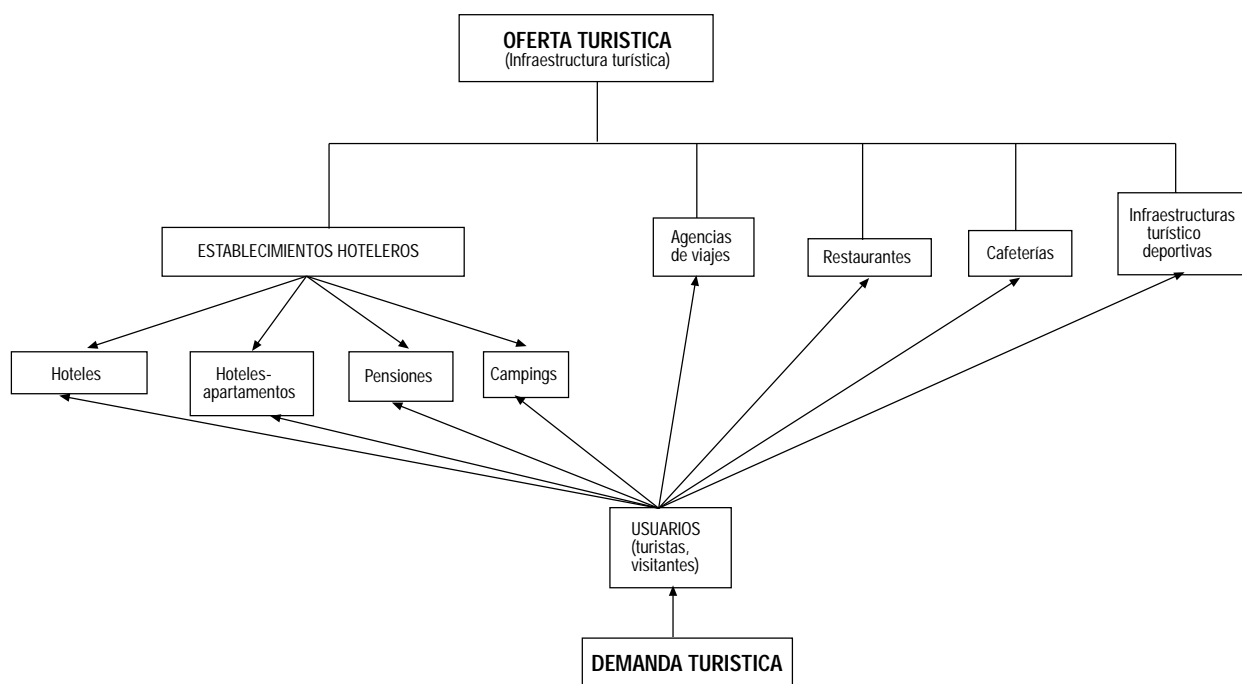 OFERTA TURISTICA
(Infraestructura turística)
ESTABLECIMIENTOS HOTELEROS
Agencias
de viajes
Restaurantes
Cafeterías
Infraestructuras
turístico
deportivas
Hoteles
Hoteles-
apartamentos
Pensiones
Campings
USUARIOS
(turistas,
visitantes)
DEMANDA TURISTICA